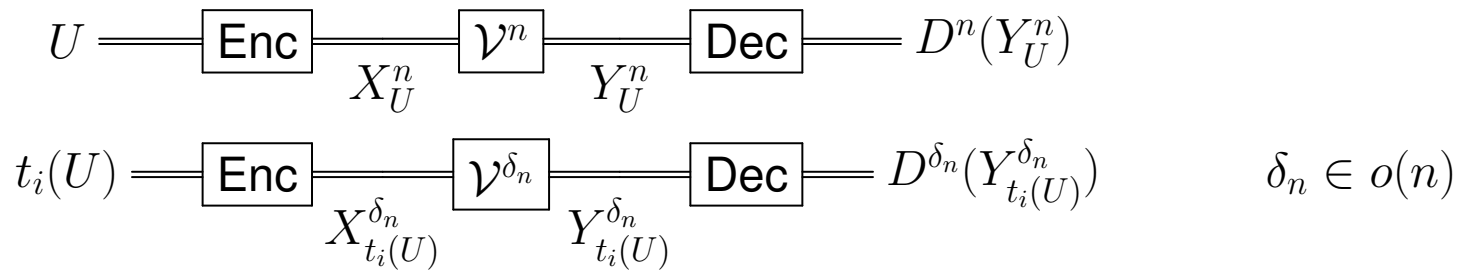 U Enc X_U^n 𝒱^n Y_U^n Dec D^n(Y_U^n)
t_i(U) Enc X_{t_i(U)}^{δ_n} 𝒱^{δ_n} Y_{t_i(U)}^{δ_n} Dec D^{δ_n}(Y_{t_i(U)}^{δ_n}) δ_n ∈ o(n)